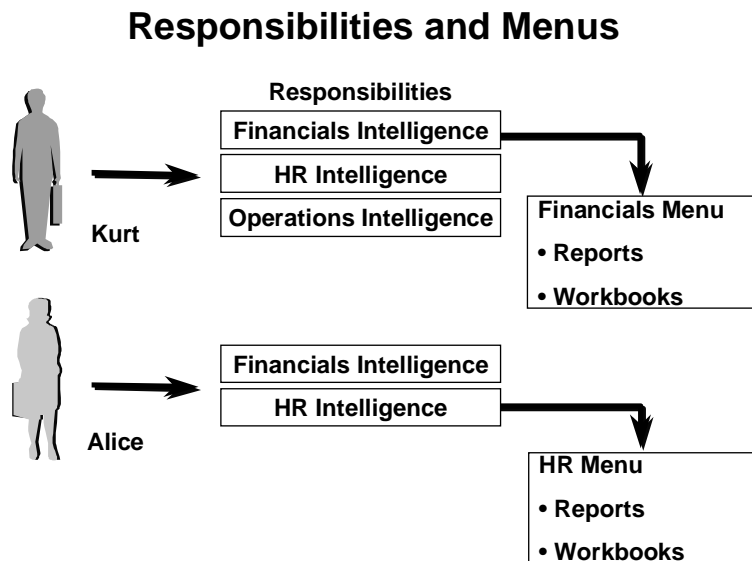 Responsibilities and Menus
Responsibilities
Financials Intelligence
HR Intelligence
Operations Intelligence
Kurt
Financials Menu
• Reports
• Workbooks
Financials Intelligence
HR Intelligence
Alice
HR Menu
• Reports
• Workbooks